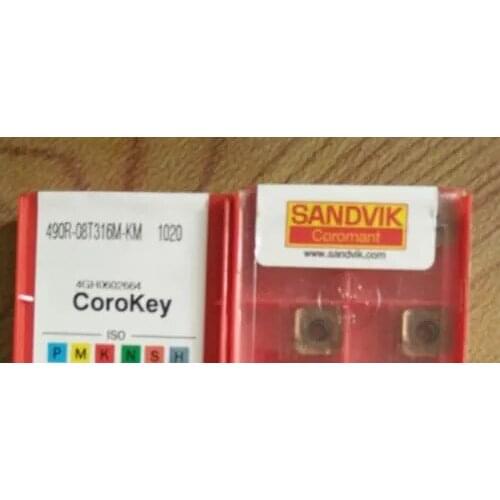 490R-08T316M-KM 1020
4GH0602664
CoroKey
ISO
P M K N S H
SANDVIK
Coromant
www.sandvik.com